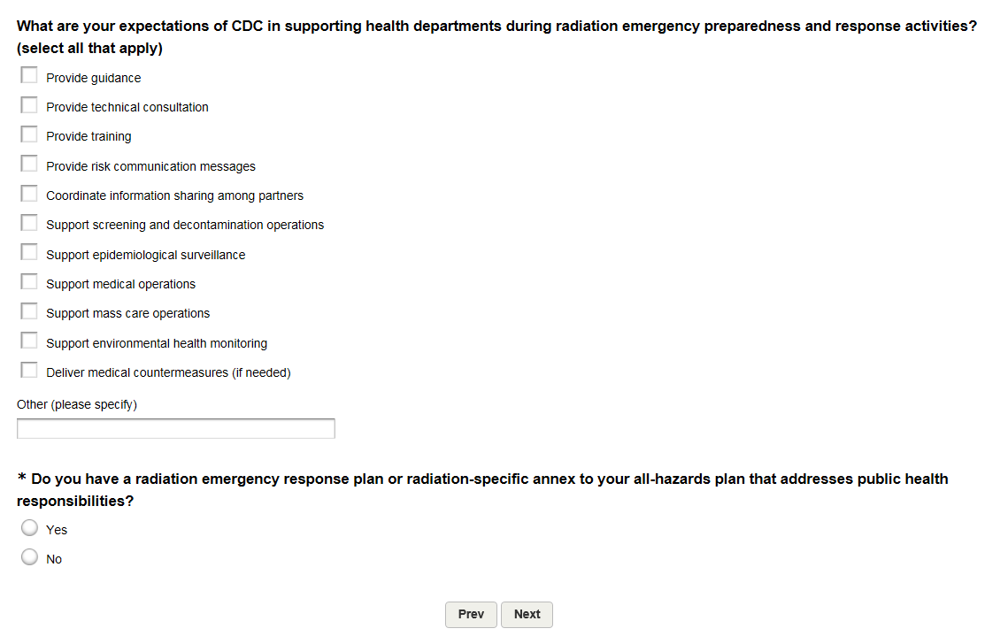 What are your expectations of CDC in supporting health departments during radiation emergency preparedness and response activities?
(select all that apply)
Provide guidance
Provide technical consultation
Provide training
Provide risk communication messages
Coordinate information sharing among partners
Support screening and decontamination operations
Support epidemiological surveillance
Support medical operations
Support mass care operations
Support environmental health monitoring
Deliver medical countermeasures (if needed)
Other (please specify)
* Do you have a radiation emergency response plan or radiation-specific annex to your all-hazards plan that addresses public health
responsibilities?
Yes
No
Prev Next